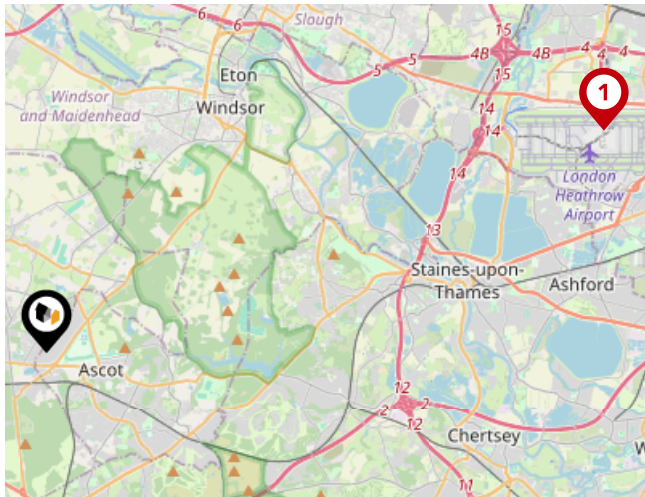 6
6
Slough
15
4B
4B
4
4
4
5
5
15
Eton
Windsor
Windsor
and Maidenhead
14
14
14
1
London
Heathrow
Airport
13
Staines-upon-
Thames
Ashford
Ascot
12
2
2
12
Chertsey
11